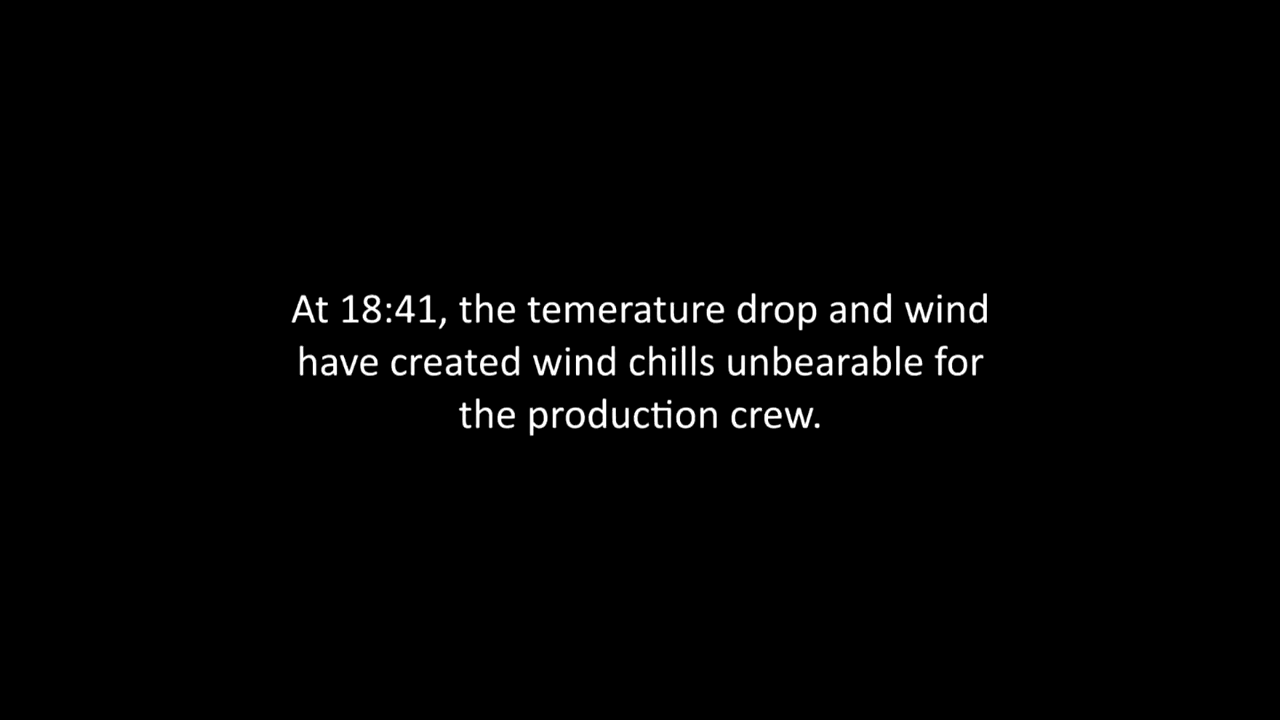 At 18:41, the temerature drop and wind
have created wind chills unbearable for
the production crew.